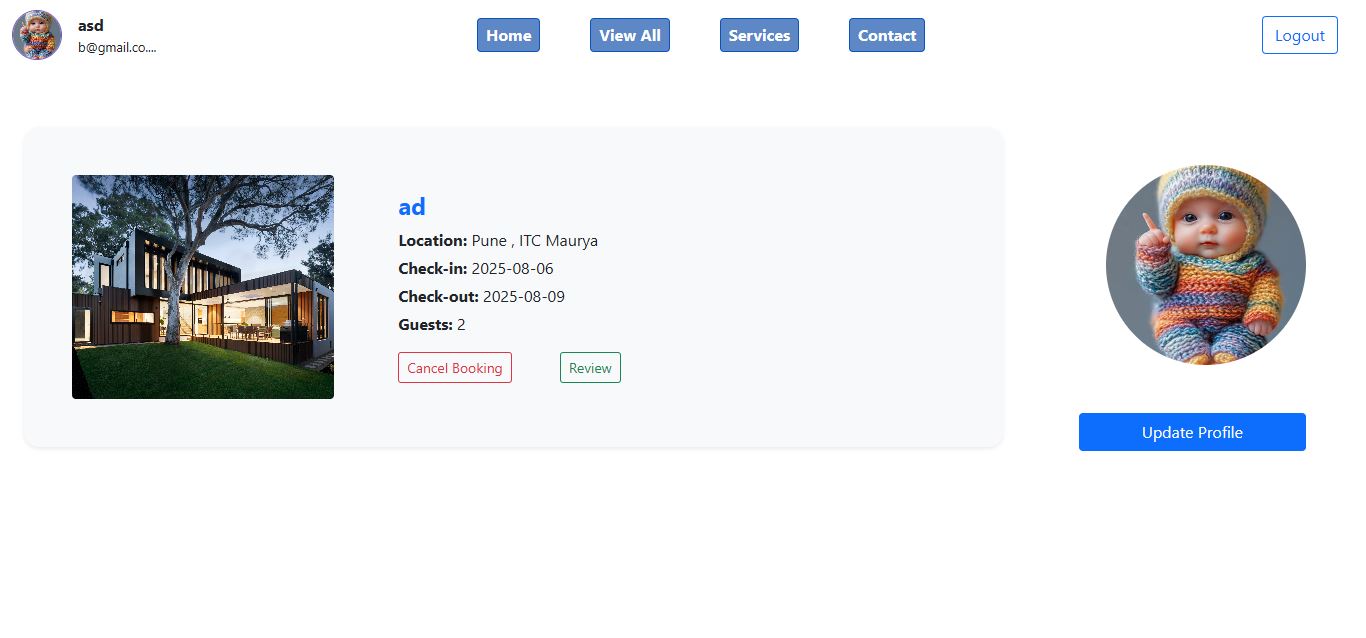 asd
b@gmail.co....
Home
View All
Services
Contact
Logout
ad
Location: Pune , ITC Maurya
Check-in: 2025-08-06
Check-out: 2025-08-09
Guests: 2
Cancel Booking
Review
Update Profile